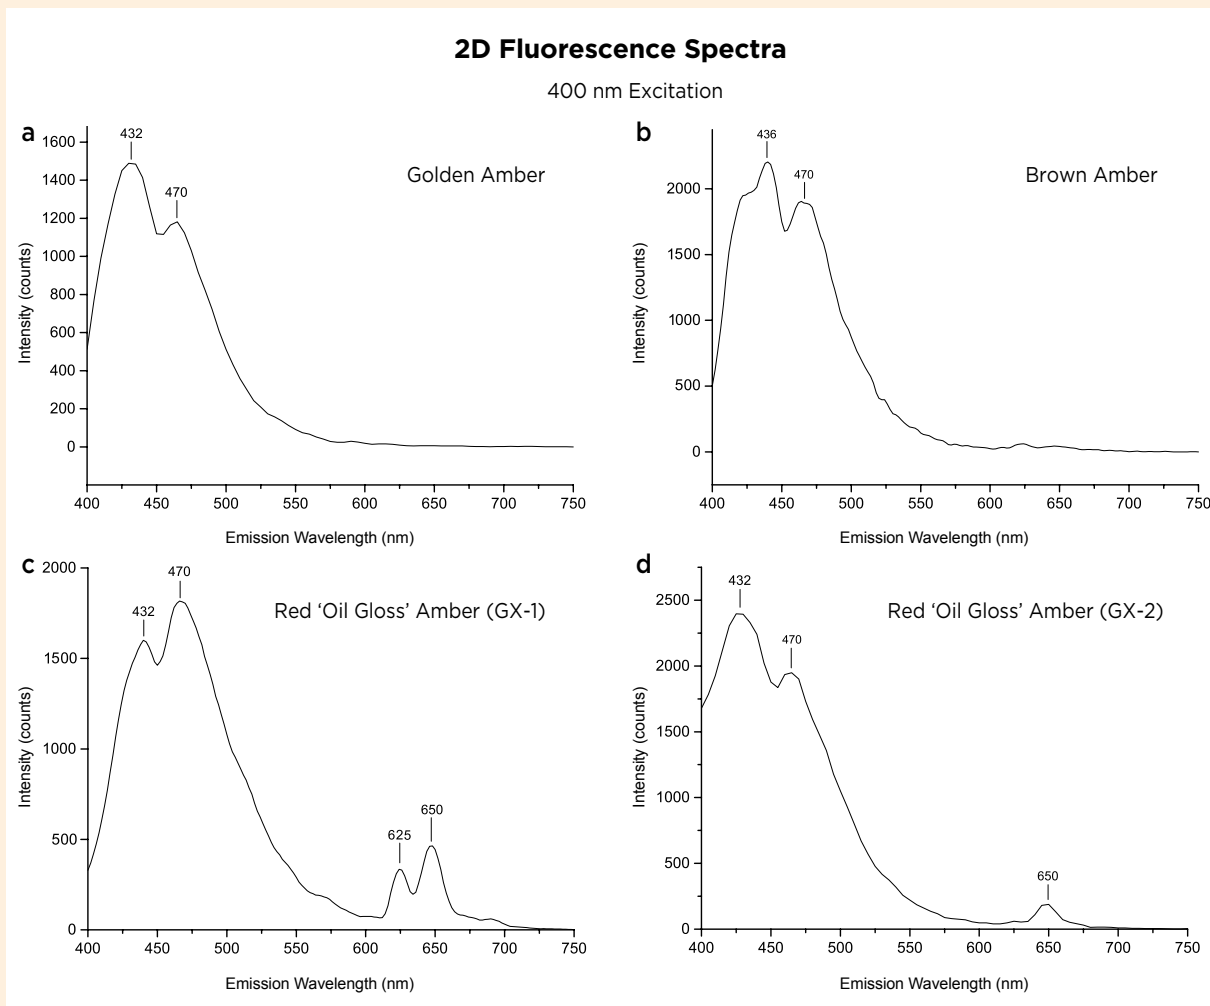 2D Fluorescence Spectra
400 nm Excitation
a
Golden Amber
432
470
1600
1400
1200
1000
800
600
400
200
0
Intensity (counts)
400 450 500 550 600 650 700 750
Emission Wavelength (nm)
b
Brown Amber
436
470
2000
1500
1000
500
0
Intensity (counts)
400 450 500 550 600 650 700 750
Emission Wavelength (nm)
c
Red ‘Oil Gloss’ Amber (GX-1)
432
470
625
650
2000
1500
1000
500
0
Intensity (counts)
400 450 500 550 600 650 700 750
Emission Wavelength (nm)
d
Red ‘Oil Gloss’ Amber (GX-2)
432
470
650
2500
2000
1500
1000
500
0
Intensity (counts)
400 450 500 550 600 650 700 750
Emission Wavelength (nm)